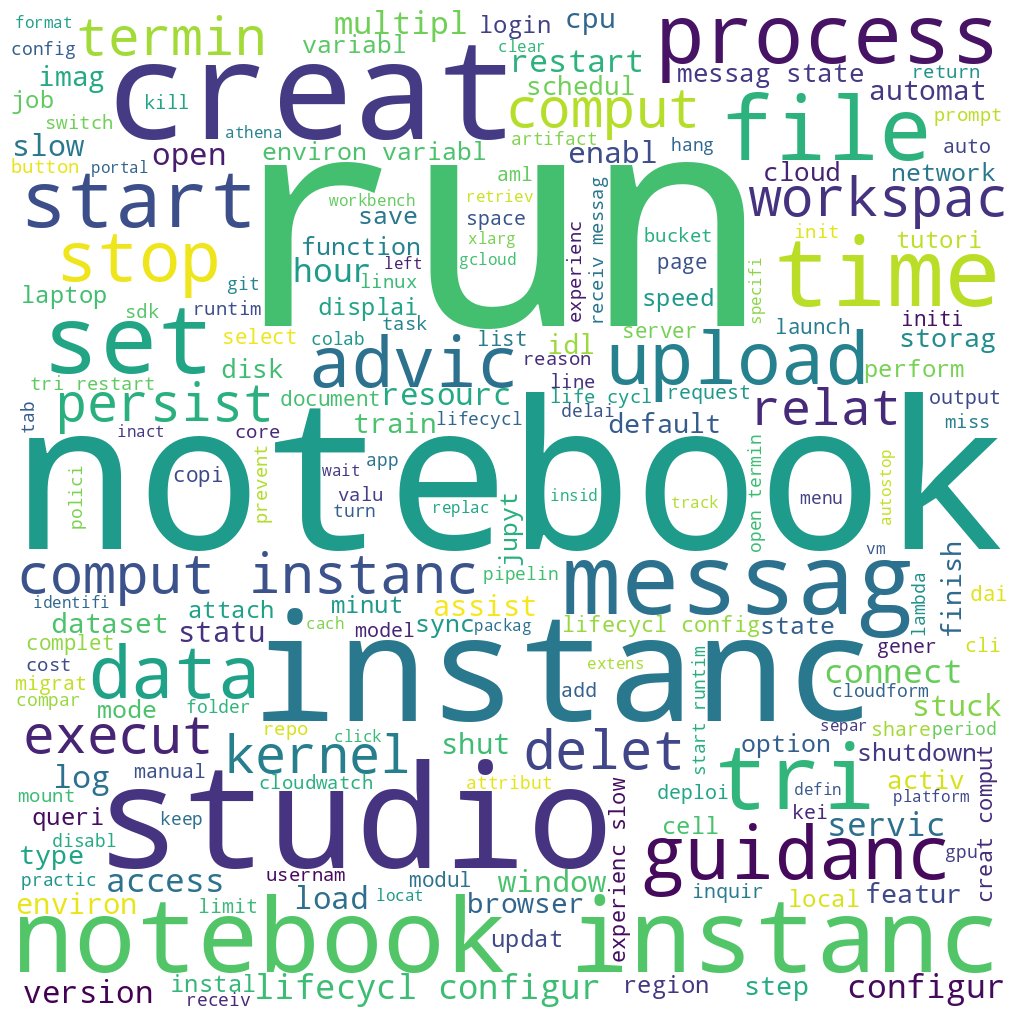 format
config
termin
multipl
login
cpu
process
variabl
clear
restart
imag
creat
messag state
return
job
kill
schedul
comput
file
automat
switch
athena
artifact
prompt
slow
button
portal
open
environ variabl
enabl
hang
auto
cloud
network
start
run
workbench
aml
retriev
save
space
workspac
stop
function
xlarg
gcloud
left
experienc
receiv messag
bucket
page
specifi
init
tutori
time
hour
linux
git
laptop
sdk
runtim
displai
speed
initi
set
select
colab
task
list
server
launch
storag
advic
idl
reason
upload
perform
tri restart
disk
line
persist
document
resourc
life cycl
request
relat
output
tab
train
lifecycl
delai
default
miss
inact
core
notebook
polici
copi
prevent
wait
app
valu
turn
replac
jupyt
insid
track
menu
open termin
autostop
vm
comput instanc
pipelin
messag
lambda
finish
identifi
attach
minut
assist
dai
dataset
statu
cach
model
sync
packag
lifecycl config
state
complet
cost
data
instanc
gener
cli
migrat
extens
connect
compar
mode
folder
add
cloudform
stuck
execut
repo
click
shut
start runtim
separ
share
period
kernel
delet
option
shutdown
log
manual
cloudwatch
attribut
tri
activ
mount
studio
deploi
defin
platform
queri
keep
cell
kei
servic
disabl
experienc slow
guidanc
gpu
creat comput
type
practic
access
usernam
modul
window
locat
load
inquir
local
featur
environ
limit
browser
notebook instanc
updat
version
instal
receiv
lifecycl configur
region
step
configur